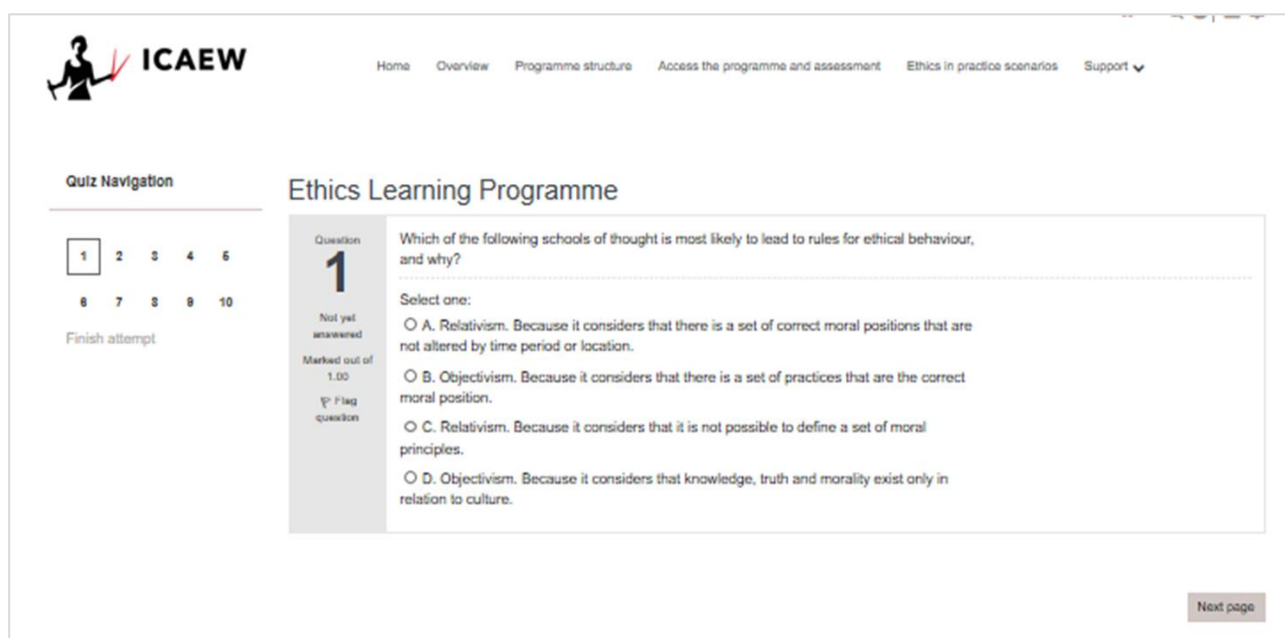 ICAEW
Home Overview Programme structure Access the programme and assessment Ethics in practice scenarios Support
Quiz Navigation
1 2 3 4 5
6 7 8 9 10
Finish attempt
Ethics Learning Programme
Question
1
Not yet
answered
Marked out of
1.00
Flag
question
Which of the following schools of thought is most likely to lead to rules for ethical behaviour,
and why?
Select one:
A. Relativism. Because it considers that there is a set of correct moral positions that are
not altered by time period or location.
B. Objectivism. Because it considers that there is a set of practices that are the correct
moral position.
C. Relativism. Because it considers that it is not possible to define a set of moral
principles.
D. Objectivism. Because it considers that knowledge, truth and morality exist only in
relation to culture.
Next page